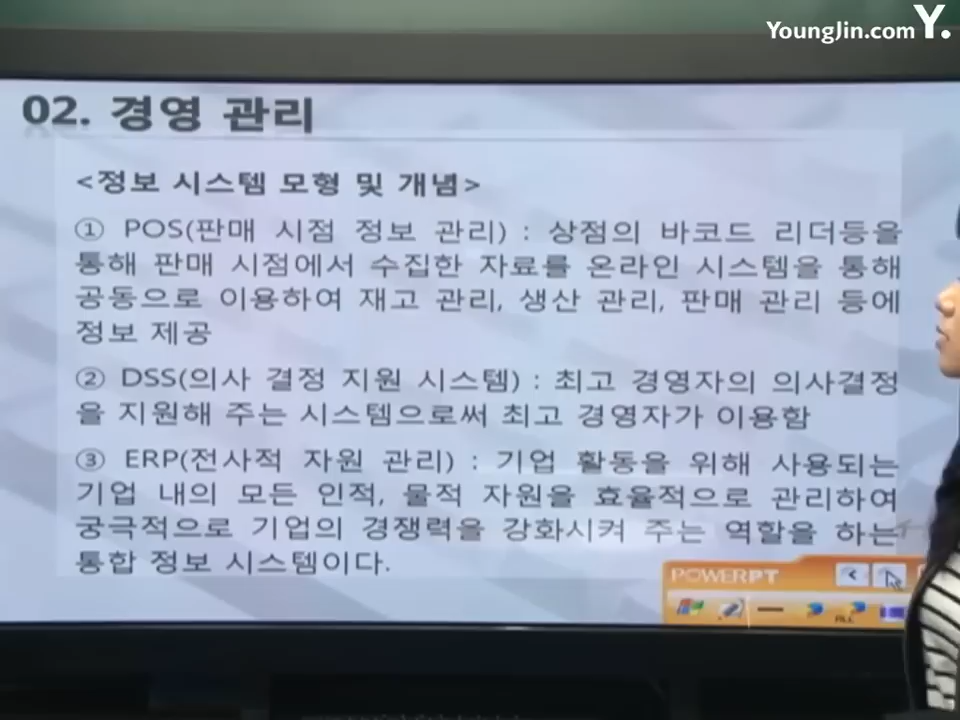 YoungJin.com Y.
02. 경영 관리
<정보 시스템 모형 및 개념>
① POS(판매 시점 정보 관리) : 상점의 바코드 리더등을
통해 판매 시점에서 수집한 자료를 온라인 시스템을 통해
공동으로 이용하여 재고 관리, 생산 관리, 판매 관리 등에
정보 제공
② DSS(의사 결정 지원 시스템) : 최고 경영자의 의사결정
을 지원해 주는 시스템으로써 최고 경영자가 이용함
③ ERP(전사적 자원 관리) : 기업 활동을 위해 사용되는
기업 내의 모든 인적, 물적 자원을 효율적으로 관리하여
궁극적으로 기업의 경쟁력을 강화시켜 주는 역할을 하는
통합 정보 시스템이다.
POWERPT
ALL